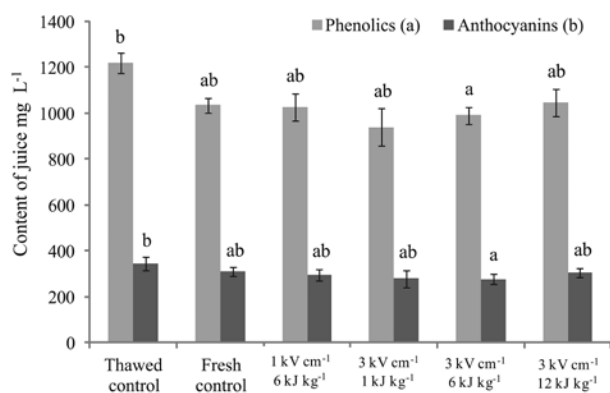 1400
Phenolics (a) Anthocyanins (b)
b
1200
ab ab ab a ab
1000
800
600
400
b ab ab ab a ab
200
0
Content of juice mg L⁻¹
Thawed control
Fresh control
1 kV cm⁻¹
6 kJ kg⁻¹
3 kV cm⁻¹
1 kJ kg⁻¹
3 kV cm⁻¹
6 kJ kg⁻¹
3 kV cm⁻¹
12 kJ kg⁻¹